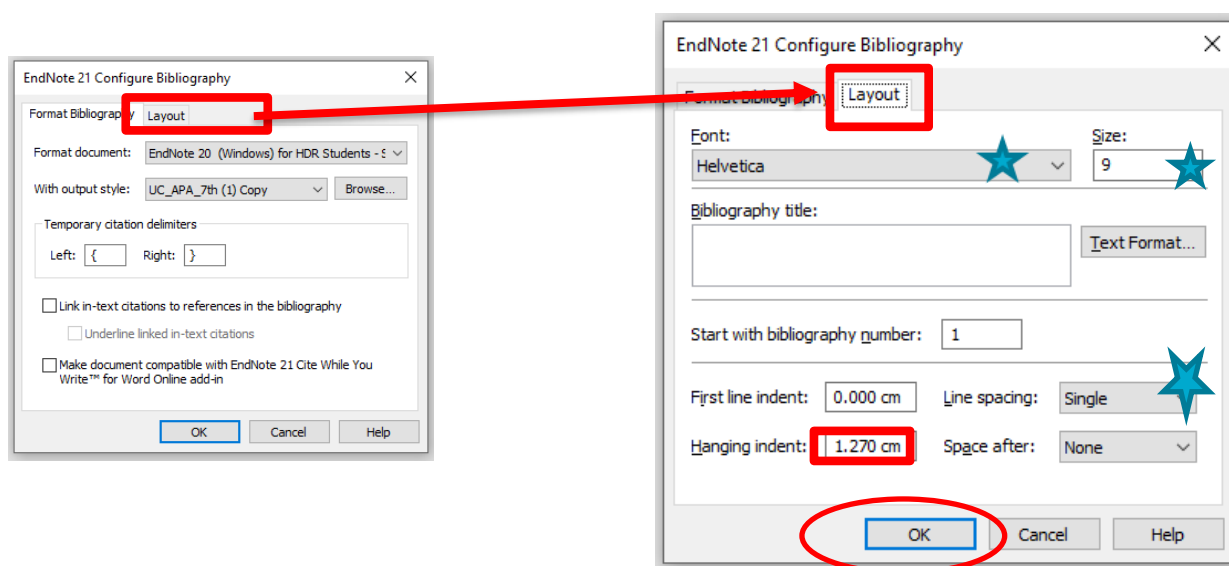 EndNote 21 Configure Bibliography
Format Bibliography Layout
Format document: EndNote 20 (Windows) for HDR Students - S
With output style: UC_APA_7th (1) Copy Browse...
Temporary citation delimiters
Left: { Right: }
Link in-text citations to references in the bibliography
Underline linked in-text citations
Make document compatible with EndNote 21 Cite While You
Write™ for Word Online add-in
OK Cancel Help
EndNote 21 Configure Bibliography
Format Bibliography Layout
Font: Size:
Helvetica 9
Bibliography title:
Text Format...
Start with bibliography number: 1
First line indent: 0.000 cm Line spacing: Single
Hanging indent: 1.270 cm Space after: None
OK Cancel Help